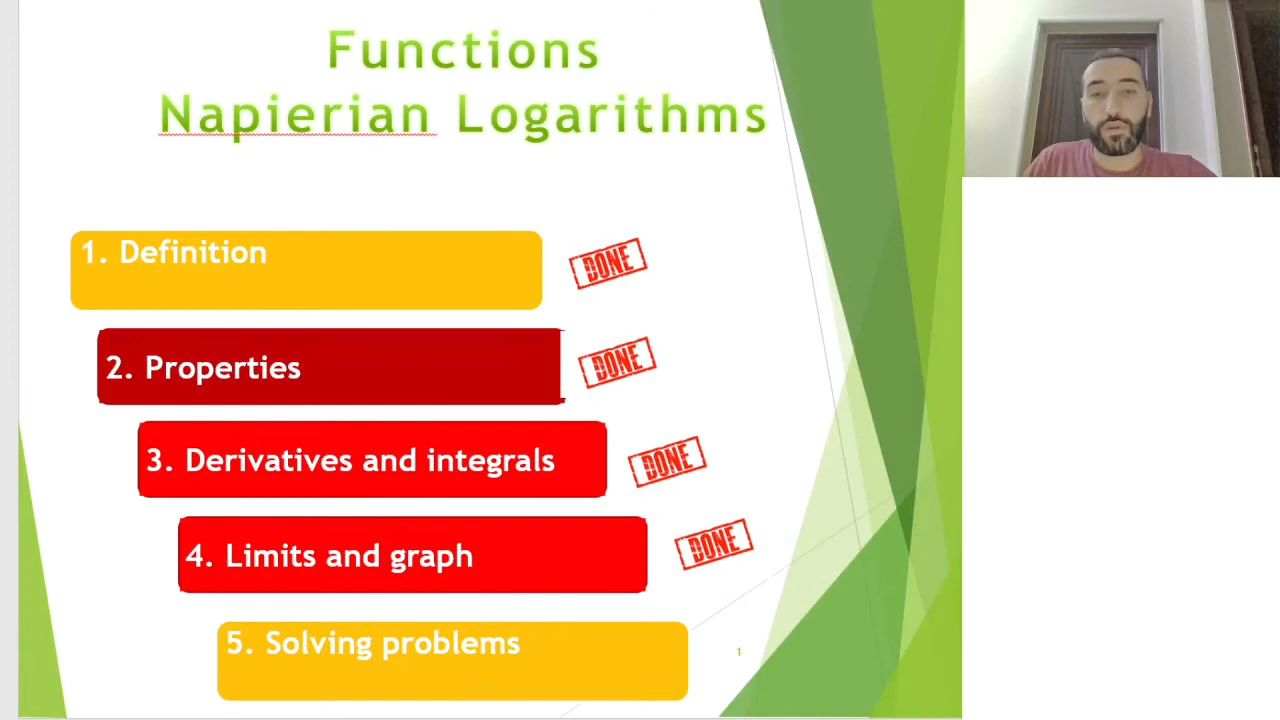 Functions
Napierian Logarithms
1. Definition
DONE
2. Properties
DONE
3. Derivatives and integrals
DONE
4. Limits and graph
DONE
5. Solving problems
1